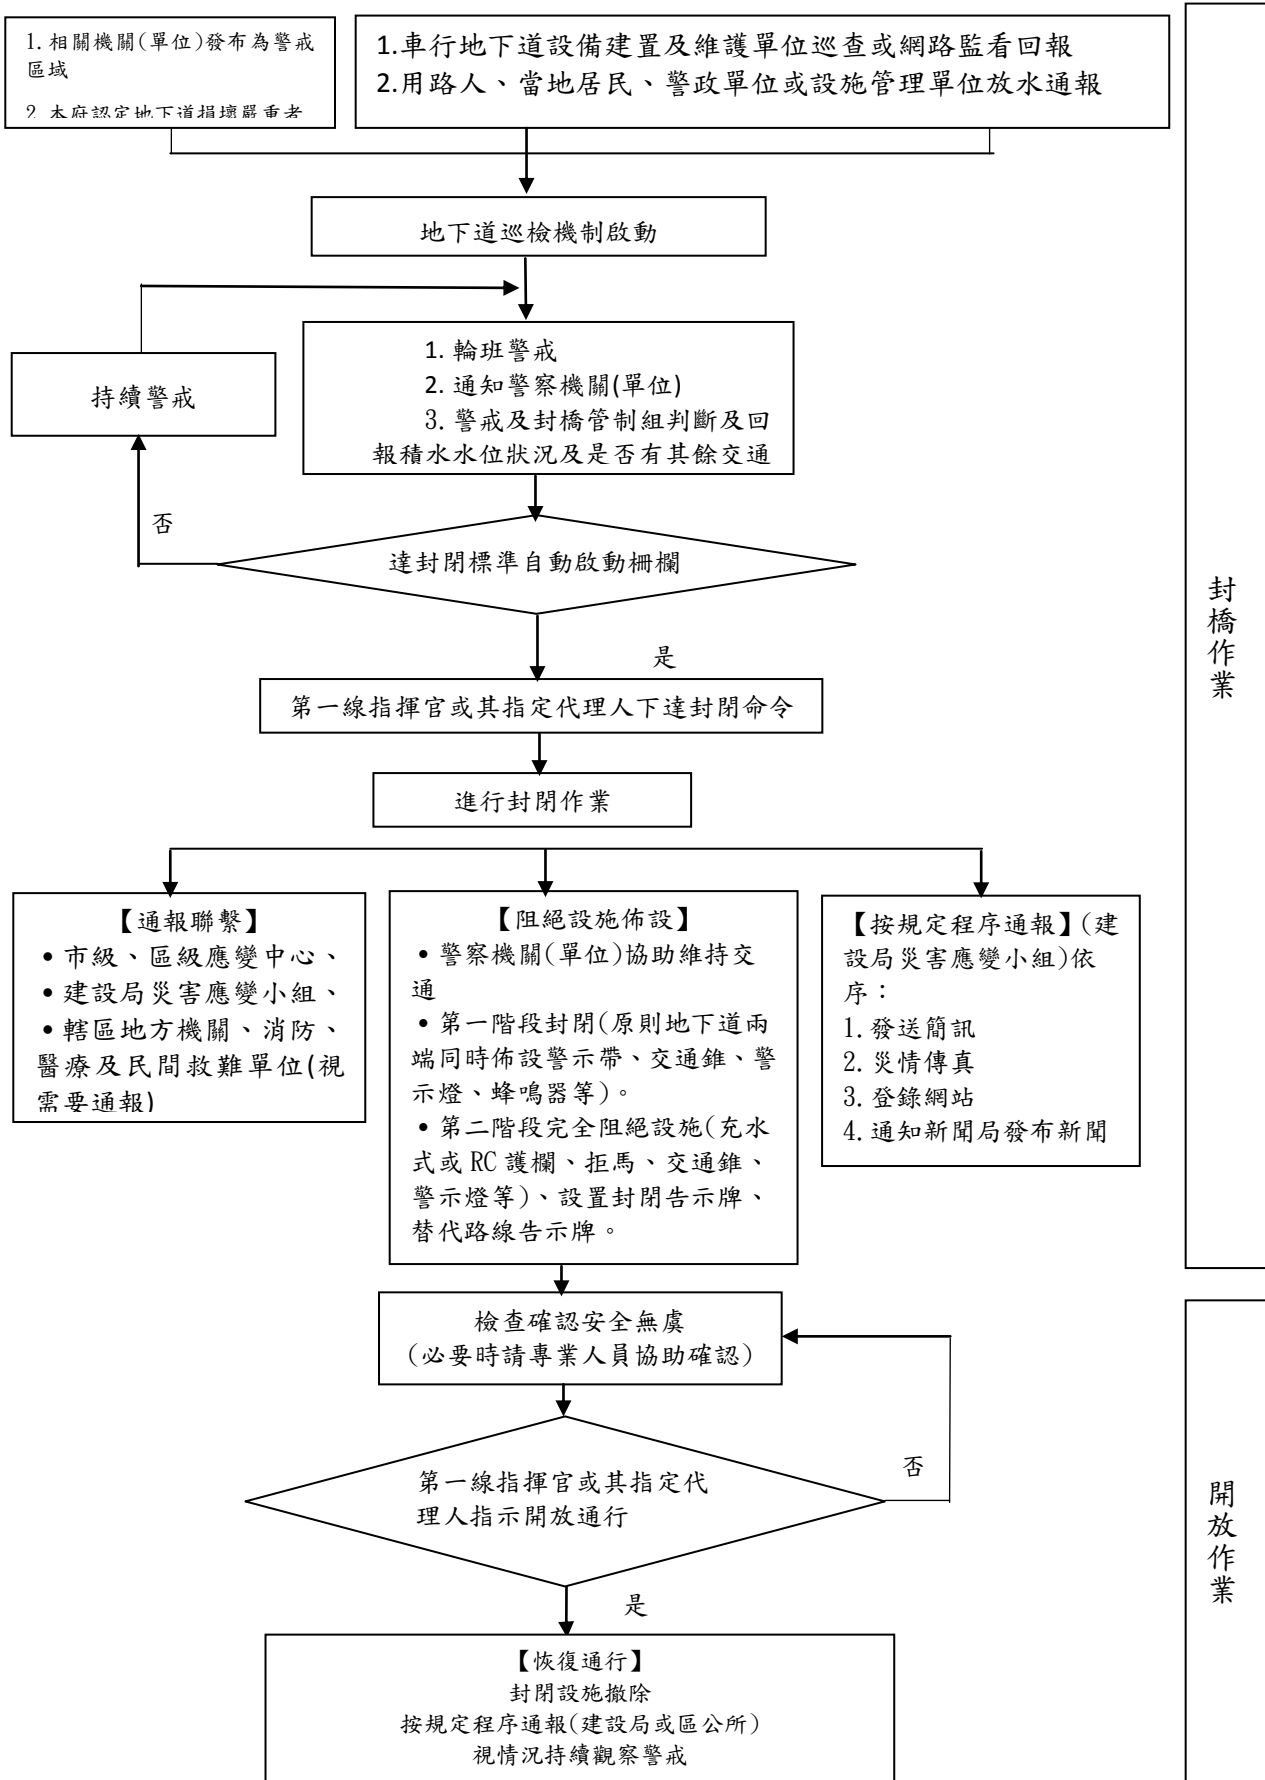 1. 相關機關(單位)發布為警戒
區域
2. 本府認定地下道損壞嚴重者
1.車行地下道設備建置及維護單位巡查或網路監看回報
2.用路人、當地居民、警政單位或設施管理單位放水通報
地下道巡檢機制啟動
持續警戒
1. 輪班警戒
2. 通知警察機關(單位)
3. 警戒及封橋管制組判斷及回
報積水水位狀況及是否有其餘交通
否
達封閉標準自動啟動柵欄
是
第一線指揮官或其指定代理人下達封閉命令
進行封閉作業
【通報聯繫】
• 市級、區級應變中心、
• 建設局災害應變小組、
• 轄區地方機關、消防、
醫療及民間救難單位(視
需要通報)
【阻絕設施佈設】
• 警察機關(單位)協助維持交
通
• 第一階段封閉(原則地下道兩
端同時佈設警示帶、交通錐、警
示燈、蜂鳴器等)。
• 第二階段完全阻絕設施(充水
式或 RC 護欄、拒馬、交通錐、
警示燈等)、設置封閉告示牌、
替代路線告示牌。
【按規定程序通報】(建
設局災害應變小組)依
序：
1. 發送簡訊
2. 災情傳真
3. 登錄網站
4. 通知新聞局發布新聞
封橋作業
檢查確認安全無虞
(必要時請專業人員協助確認)
第一線指揮官或其指定代
理人指示開放通行
否
是
【恢復通行】
封閉設施撤除
按規定程序通報(建設局或區公所)
視情況持續觀察警戒
開放作業